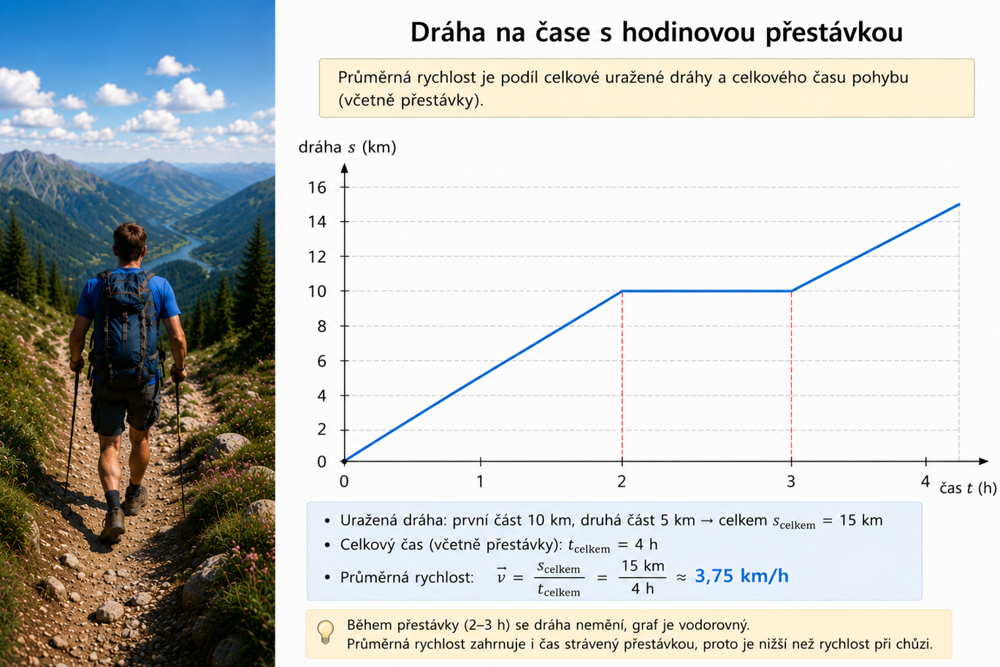 Dráha na čase s hodinovou přestávkou
Průměrná rychlost je podíl celkové uražené dráhy a celkového času pohybu
(včetně přestávky).
dráha s (km)
16
14
12
10
8
6
4
2
0
0 1 2 3 4 čas t (h)
• Uražená dráha: první část 10 km, druhá část 5 km → celkem s_celkem = 15 km
• Celkový čas (včetně přestávky): t_celkem = 4 h
• Průměrná rychlost: v⃗ = s_celkem / t_celkem = 15 km / 4 h ≈ 3,75 km/h
Během přestávky (2–3 h) se dráha nemění, graf je vodorovný.
Průměrná rychlost zahrnuje i čas strávený přestávkou, proto je nižší než rychlost při chůzi.